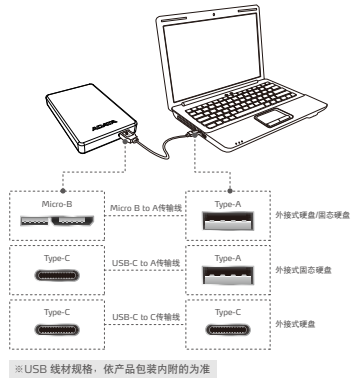 ADATA
Micro-B
Micro B to A传输线
Type-A
外接式硬盘/固态硬盘
Type-C
USB-C to A传输线
Type-A
外接式固态硬盘
Type-C
USB-C to C传输线
Type-C
外接式硬盘
※USB 线材规格，依产品包装内附的为准